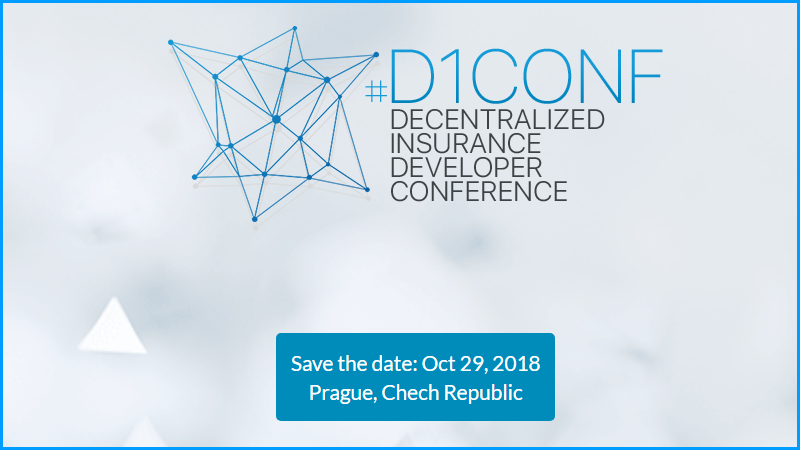 #D1CONF
DECENTRALIZED
INSURANCE
DEVELOPER
CONFERENCE
Save the date: Oct 29, 2018
Prague, Chech Republic